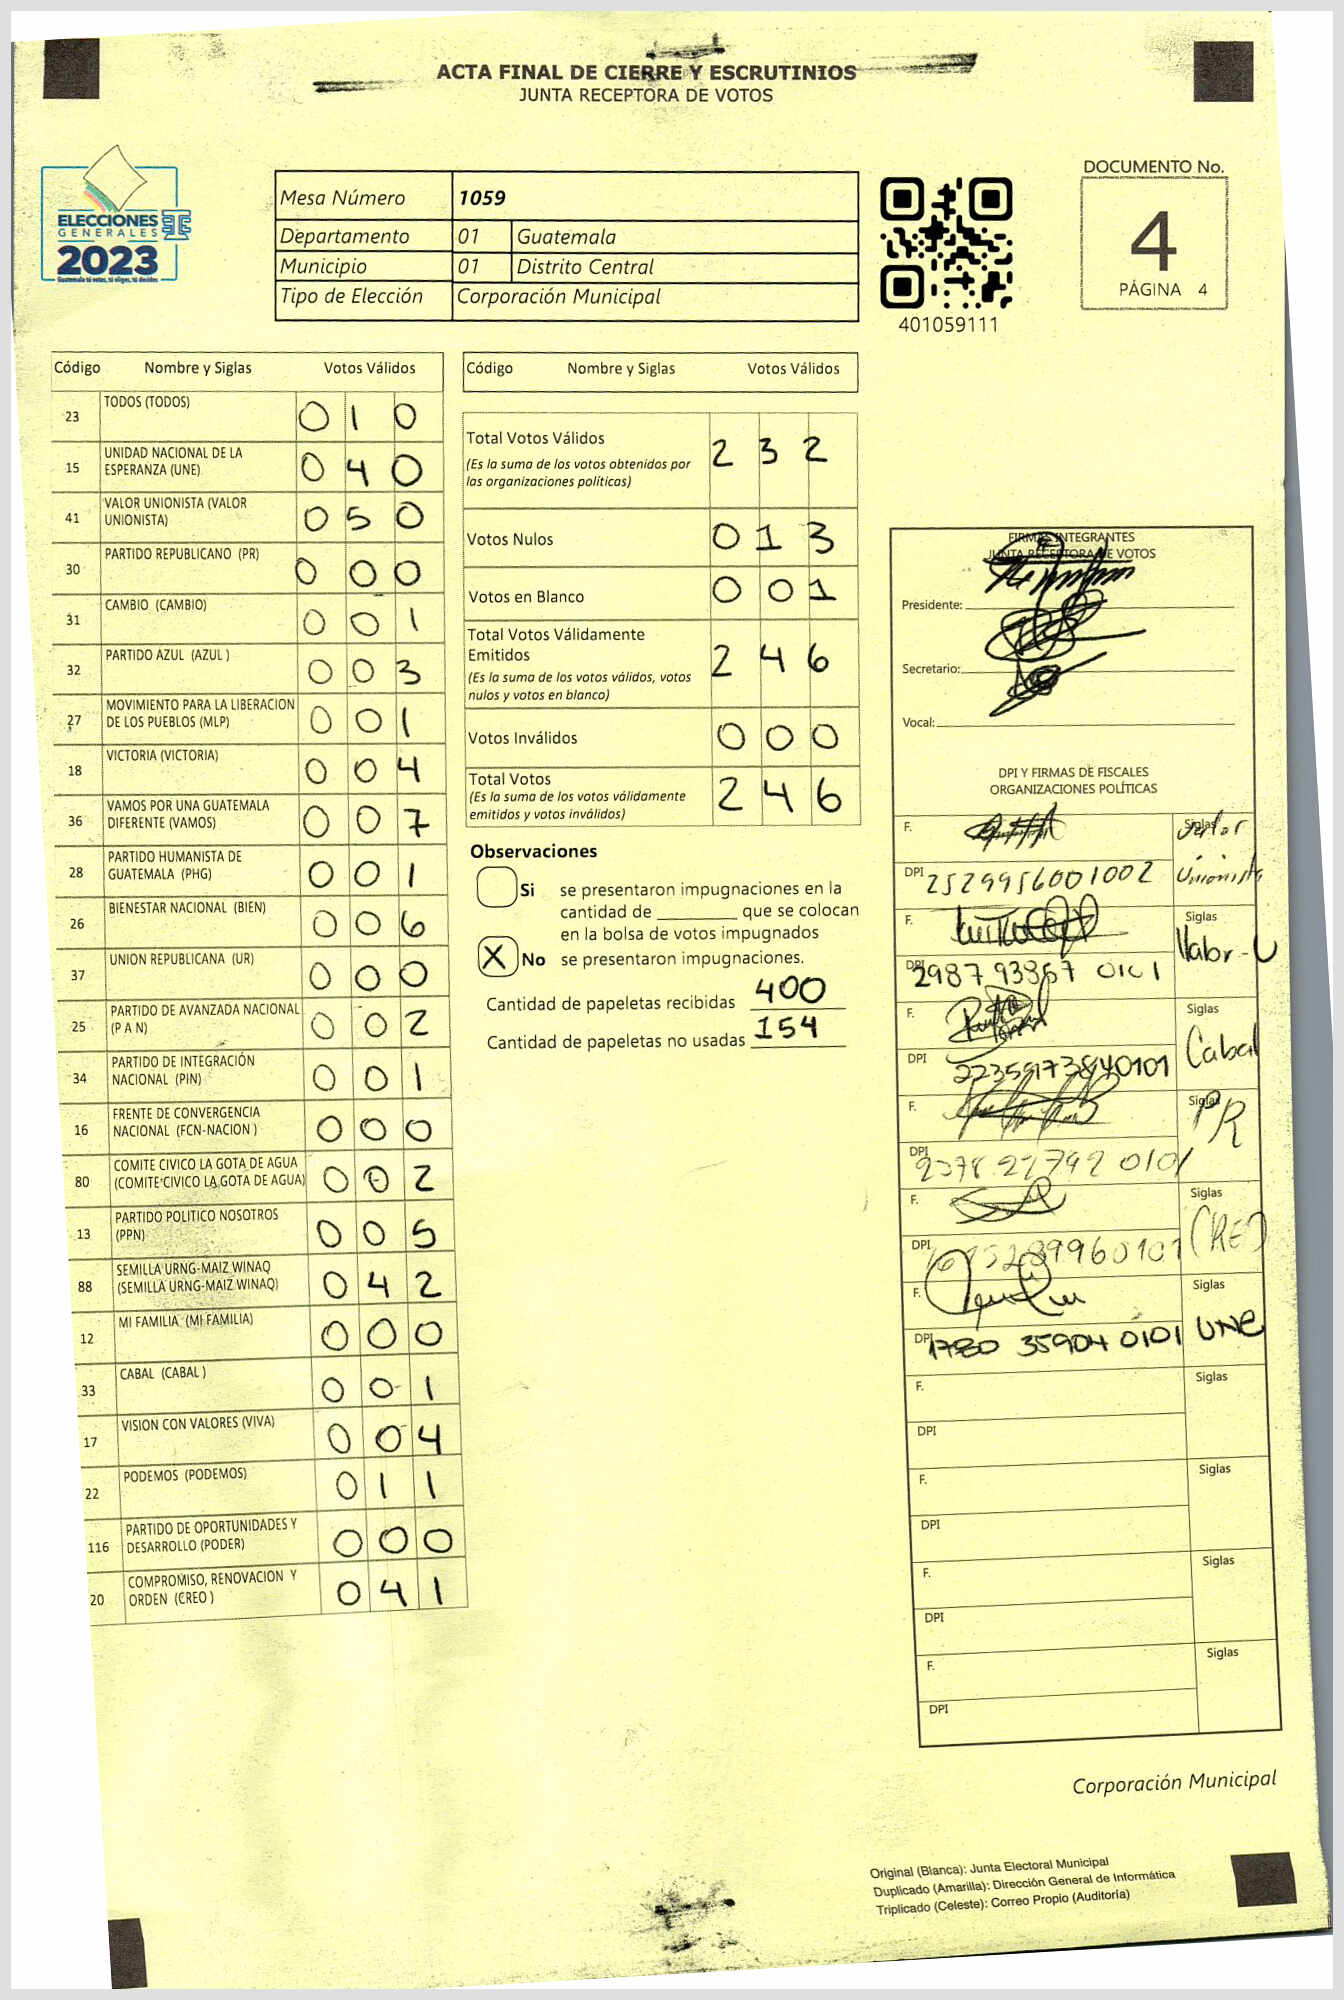 ACTA FINAL DE CIERRE Y ESCRUTINIOS
JUNTA RECEPTORA DE VOTOS
ELECCIONES
GENERALES
2023
Guatemala tú votas, tú eliges, tú decides
Mesa Número 1059
Departamento 01 Guatemala
Municipio 01 Distrito Central
Tipo de Elección Corporación Municipal
401059111
DOCUMENTO No.
4
PÁGINA 4
Código Nombre y Siglas Votos Válidos
23 TODOS (TODOS) 0 1 0
15 UNIDAD NACIONAL DE LA ESPERANZA (UNE) 0 4 0
41 VALOR UNIONISTA (VALOR UNIONISTA) 0 5 0
30 PARTIDO REPUBLICANO (PR) 0 0 0
31 CAMBIO (CAMBIO) 0 0 1
32 PARTIDO AZUL (AZUL ) 0 0 3
27 MOVIMIENTO PARA LA LIBERACION DE LOS PUEBLOS (MLP) 0 0 1
18 VICTORIA (VICTORIA) 0 0 4
36 VAMOS POR UNA GUATEMALA DIFERENTE (VAMOS) 0 0 7
28 PARTIDO HUMANISTA DE GUATEMALA (PHG) 0 0 1
26 BIENESTAR NACIONAL (BIEN) 0 0 6
37 UNION REPUBLICANA (UR) 0 0 0
25 PARTIDO DE AVANZADA NACIONAL (P A N) 0 0 2
34 PARTIDO DE INTEGRACIÓN NACIONAL (PIN) 0 0 1
16 FRENTE DE CONVERGENCIA NACIONAL (FCN-NACION ) 0 0 0
80 COMITE CIVICO LA GOTA DE AGUA (COMITE CIVICO LA GOTA DE AGUA) 0 0 2
13 PARTIDO POLITICO NOSOTROS (PPN) 0 0 5
88 SEMILLA URNG-MAIZ WINAQ (SEMILLA URNG-MAIZ WINAQ) 0 4 2
12 MI FAMILIA (MI FAMILIA) 0 0 0
33 CABAL (CABAL ) 0 0 1
17 VISION CON VALORES (VIVA) 0 0 4
22 PODEMOS (PODEMOS) 0 1 1
116 PARTIDO DE OPORTUNIDADES Y DESARROLLO (PODER) 0 0 0
20 COMPROMISO, RENOVACION Y ORDEN (CREO ) 0 4 1
Código Nombre y Siglas Votos Válidos
Total Votos Válidos 2 3 2
(Es la suma de los votos obtenidos por
las organizaciones políticas)
Votos Nulos 0 1 3
Votos en Blanco 0 0 1
Total Votos Válidamente
Emitidos 2 4 6
(Es la suma de los votos válidos, votos
nulos y votos en blanco)
Votos Inválidos 0 0 0
Total Votos 2 4 6
(Es la suma de los votos válidamente
emitidos y votos inválidos)
Observaciones
Si se presentaron impugnaciones en la
cantidad de ________ que se colocan
en la bolsa de votos impugnados
X No se presentaron impugnaciones.
Cantidad de papeletas recibidas 400
Cantidad de papeletas no usadas 154
FIRMAS INTEGRANTES
JUNTA RECEPTORA DE VOTOS
Presidente:
Secretario:
Vocal:
DPI Y FIRMAS DE FISCALES
ORGANIZACIONES POLÍTICAS
F. Siglas Valor
DPI 2529956001002 Unionista
F. Siglas
DPI 2987 93867 0101 Valor-U
F. Siglas
DPI Cabal
F. Siglas PR
DPI 2378 22792 0101
F. Siglas
DPI
F. Siglas
DPI 1780 35904 0101 UNE
F. Siglas
DPI
F. Siglas
DPI
F. Siglas
DPI
F. Siglas
DPI
Corporación Municipal
Original (Blanca): Junta Electoral Municipal
Duplicado (Amarilla): Dirección General de Informática
Triplicado (Celeste): Correo Propio (Auditoría)